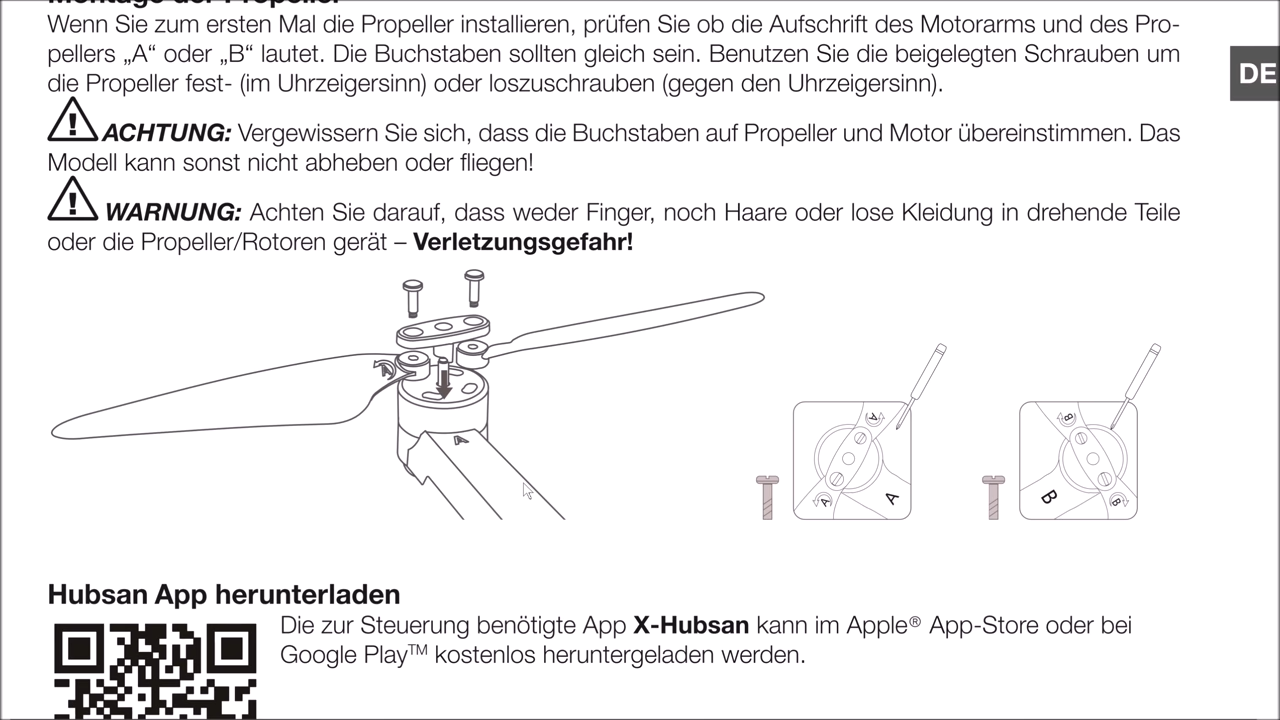 Montage der Propeller
Wenn Sie zum ersten Mal die Propeller installieren, prüfen Sie ob die Aufschrift des Motorarms und des Pro-
pellers „A“ oder „B“ lautet. Die Buchstaben sollten gleich sein. Benutzen Sie die beigelegten Schrauben um
die Propeller fest- (im Uhrzeigersinn) oder loszuschrauben (gegen den Uhrzeigersinn).
DE
ACHTUNG: Vergewissern Sie sich, dass die Buchstaben auf Propeller und Motor übereinstimmen. Das
Modell kann sonst nicht abheben oder fliegen!
WARNUNG: Achten Sie darauf, dass weder Finger, noch Haare oder lose Kleidung in drehende Teile
oder die Propeller/Rotoren gerät – Verletzungsgefahr!
A
A
A
A
A
B
B
B
Hubsan App herunterladen
Die zur Steuerung benötigte App X-Hubsan kann im Apple® App-Store oder bei
Google Play™ kostenlos heruntergeladen werden.